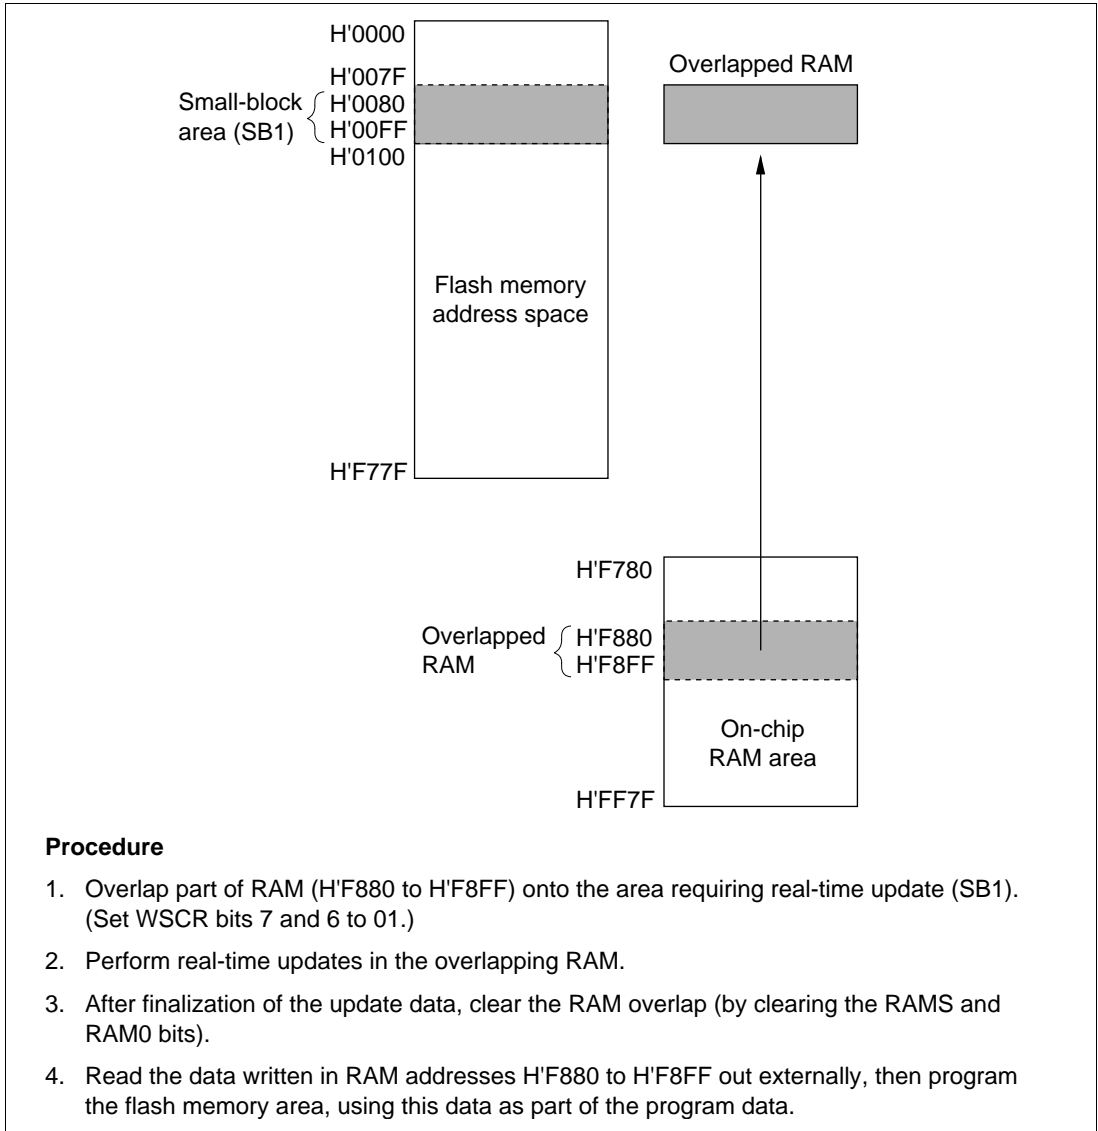 H'0000
H'007F
Small-block
area (SB1)
H'0080
H'00FF
H'0100
Overlapped RAM
Flash memory
address space
H'F77F
H'F780
Overlapped
RAM
H'F880
H'F8FF
On-chip
RAM area
H'FF7F
Procedure
1. Overlap part of RAM (H'F880 to H'F8FF) onto the area requiring real-time update (SB1).
(Set WSCR bits 7 and 6 to 01.)
2. Perform real-time updates in the overlapping RAM.
3. After finalization of the update data, clear the RAM overlap (by clearing the RAMS and
RAM0 bits).
4. Read the data written in RAM addresses H'F880 to H'F8FF out externally, then program
the flash memory area, using this data as part of the program data.